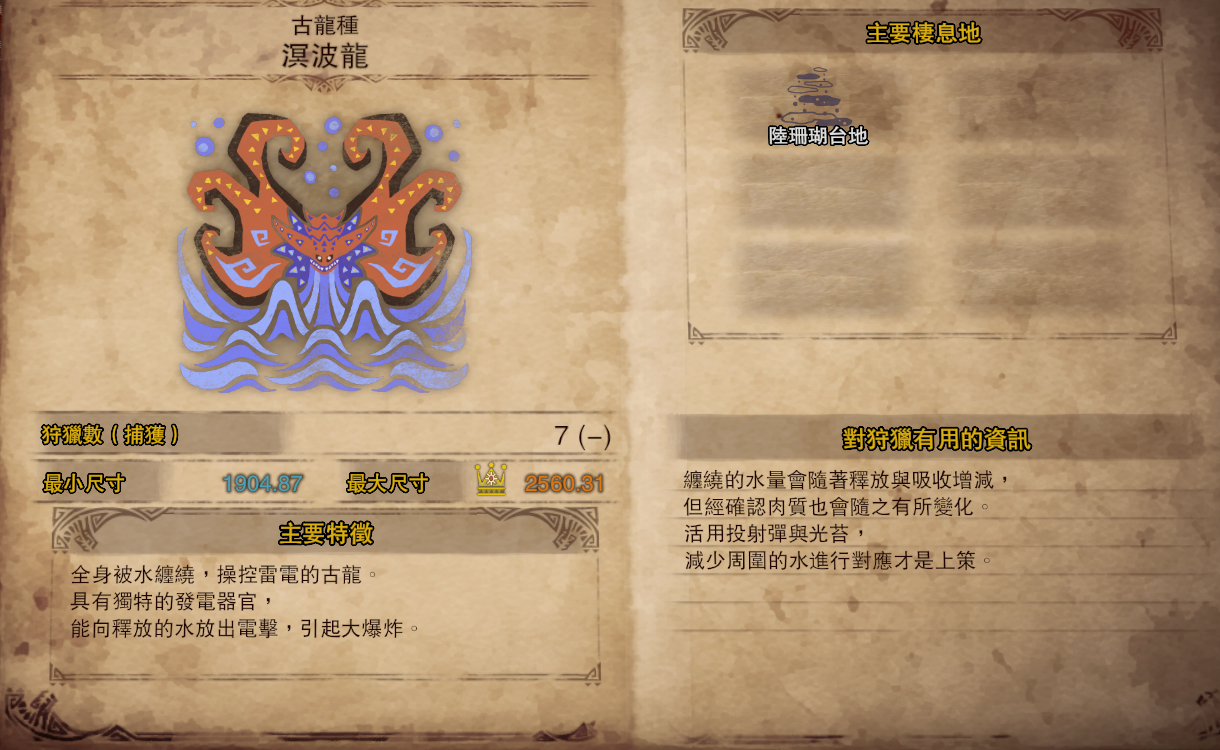 古龍種
溟波龍
狩獵數(捕獲) 7 (–)
最小尺寸 1904.87 最大尺寸 2560.31
主要特徵
全身被水纏繞，操控雷電的古龍。
具有獨特的發電器官，
能向釋放的水放出電擊，引起大爆炸。
主要棲息地
陸珊瑚台地
對狩獵有用的資訊
纏繞的水量會隨著釋放與吸收增減，
但經確認肉質也會隨之有所變化。
活用投射彈與光苔，
減少周圍的水進行對應才是上策。